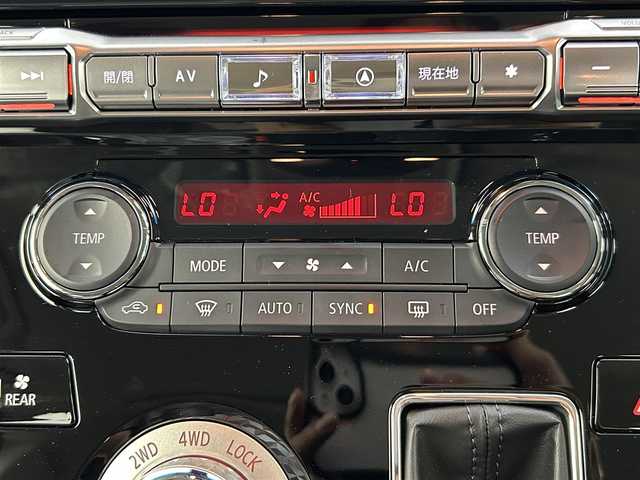 開/閉 AV 現在地 *
LO A/C LO
TEMP TEMP
MODE A/C
AUTO SYNC OFF
REAR
2WD 4WD LOCK